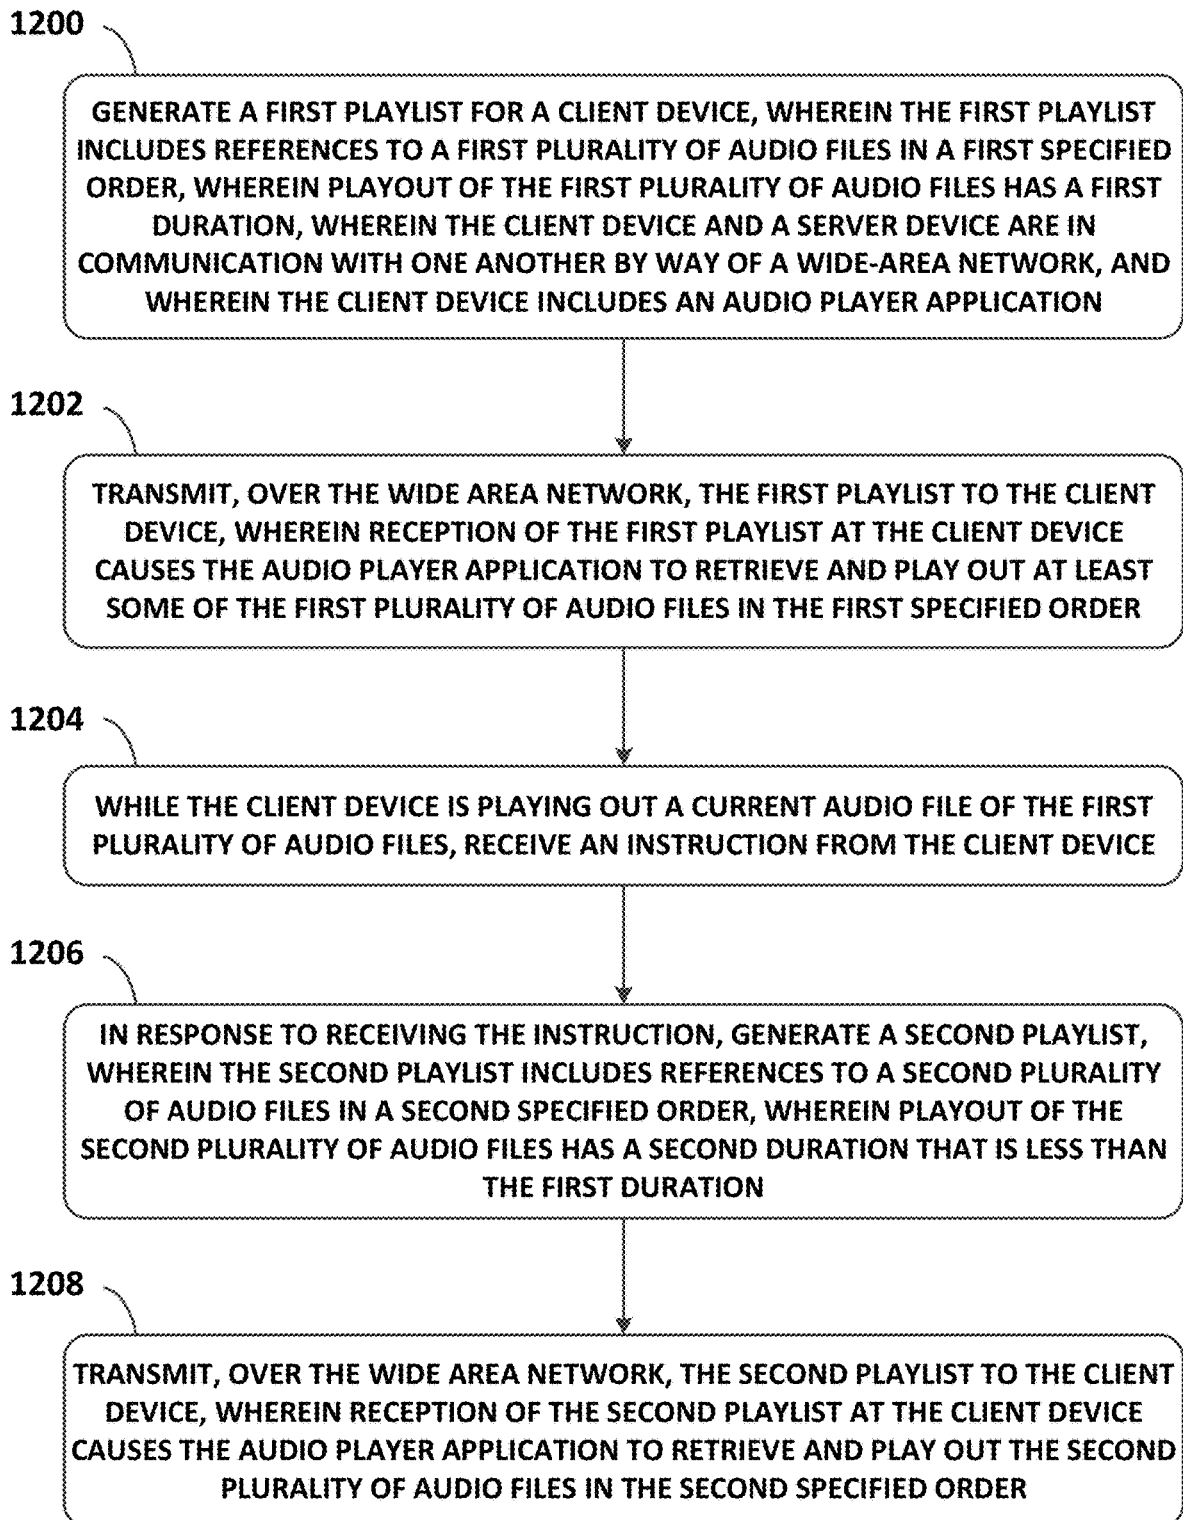 1200
GENERATE A FIRST PLAYLIST FOR A CLIENT DEVICE, WHEREIN THE FIRST PLAYLIST
INCLUDES REFERENCES TO A FIRST PLURALITY OF AUDIO FILES IN A FIRST SPECIFIED
ORDER, WHEREIN PLAYOUT OF THE FIRST PLURALITY OF AUDIO FILES HAS A FIRST
DURATION, WHEREIN THE CLIENT DEVICE AND A SERVER DEVICE ARE IN
COMMUNICATION WITH ONE ANOTHER BY WAY OF A WIDE-AREA NETWORK, AND
WHEREIN THE CLIENT DEVICE INCLUDES AN AUDIO PLAYER APPLICATION
1202
TRANSMIT, OVER THE WIDE AREA NETWORK, THE FIRST PLAYLIST TO THE CLIENT
DEVICE, WHEREIN RECEPTION OF THE FIRST PLAYLIST AT THE CLIENT DEVICE
CAUSES THE AUDIO PLAYER APPLICATION TO RETRIEVE AND PLAY OUT AT LEAST
SOME OF THE FIRST PLURALITY OF AUDIO FILES IN THE FIRST SPECIFIED ORDER
1204
WHILE THE CLIENT DEVICE IS PLAYING OUT A CURRENT AUDIO FILE OF THE FIRST
PLURALITY OF AUDIO FILES, RECEIVE AN INSTRUCTION FROM THE CLIENT DEVICE
1206
IN RESPONSE TO RECEIVING THE INSTRUCTION, GENERATE A SECOND PLAYLIST,
WHEREIN THE SECOND PLAYLIST INCLUDES REFERENCES TO A SECOND PLURALITY
OF AUDIO FILES IN A SECOND SPECIFIED ORDER, WHEREIN PLAYOUT OF THE
SECOND PLURALITY OF AUDIO FILES HAS A SECOND DURATION THAT IS LESS THAN
THE FIRST DURATION
1208
TRANSMIT, OVER THE WIDE AREA NETWORK, THE SECOND PLAYLIST TO THE CLIENT
DEVICE, WHEREIN RECEPTION OF THE SECOND PLAYLIST AT THE CLIENT DEVICE
CAUSES THE AUDIO PLAYER APPLICATION TO RETRIEVE AND PLAY OUT THE SECOND
PLURALITY OF AUDIO FILES IN THE SECOND SPECIFIED ORDER